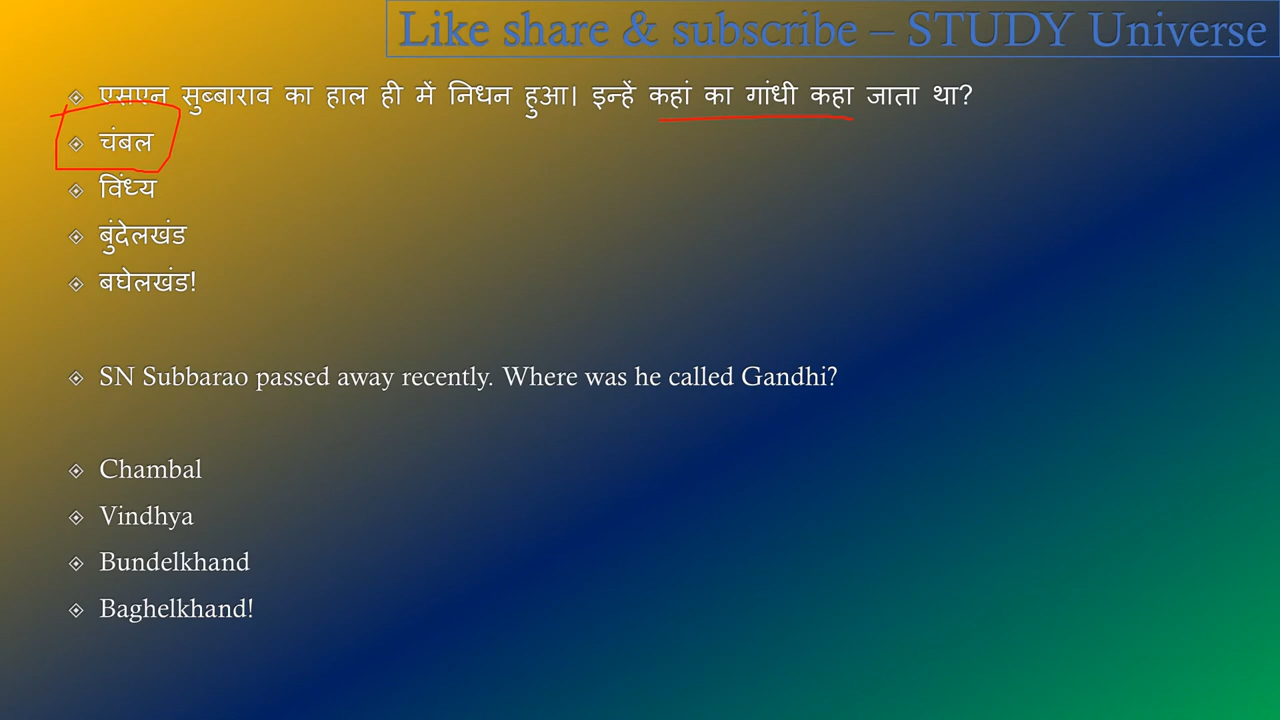 Like share & subscribe – STUDY Universe
एसएन सुब्बाराव का हाल ही में निधन हुआ। इन्हें कहां का गांधी कहा जाता था?
चंबल
विंध्य
बुंदेलखंड
बघेलखंड!
SN Subbarao passed away recently. Where was he called Gandhi?
Chambal
Vindhya
Bundelkhand
Baghelkhand!